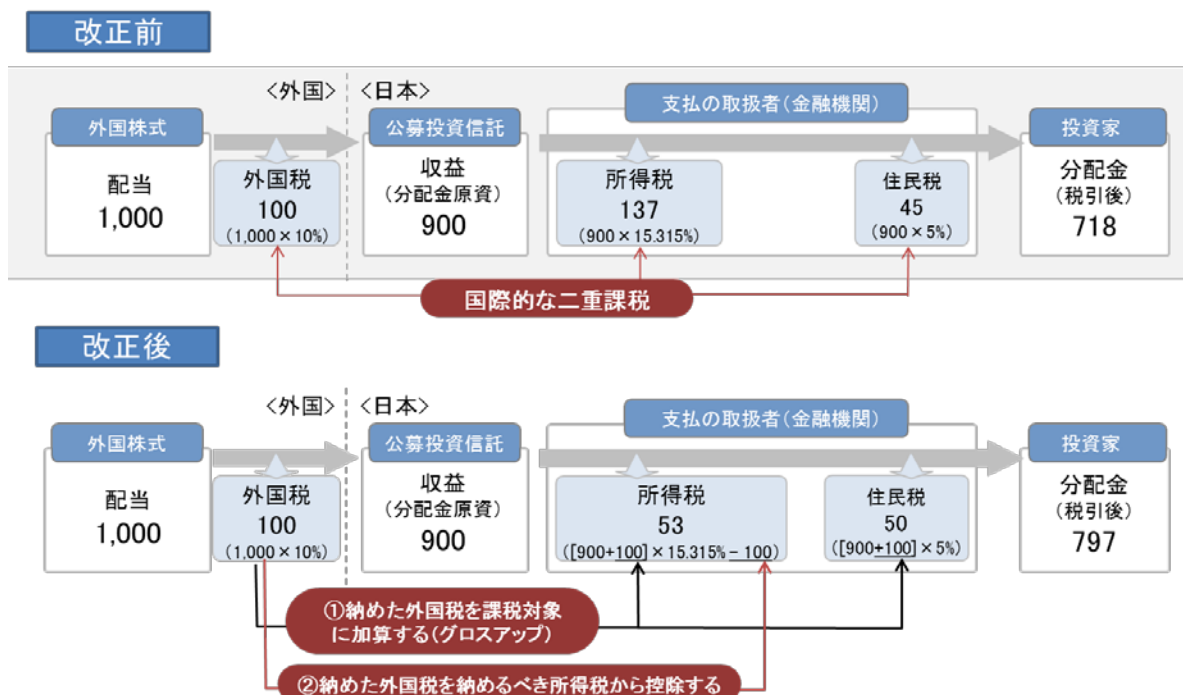 改正前
<外国> <日本>
支払の取扱者(金融機関)
外国株式
公募投資信託
投資家
配当
1,000
外国税
100
(1,000×10%)
収益
(分配金原資)
900
所得税
137
(900×15.315%)
住民税
45
(900×5%)
分配金
(税引後)
718
国際的な二重課税
改正後
<外国> <日本>
支払の取扱者(金融機関)
外国株式
公募投資信託
投資家
配当
1,000
外国税
100
(1,000×10%)
収益
(分配金原資)
900
所得税
53
([900+100]×15.315%-100)
住民税
50
([900+100]×5%)
分配金
(税引後)
797
①納めた外国税を課税対象
に加算する(グロスアップ)
②納めた外国税を納めるべき所得税から控除する